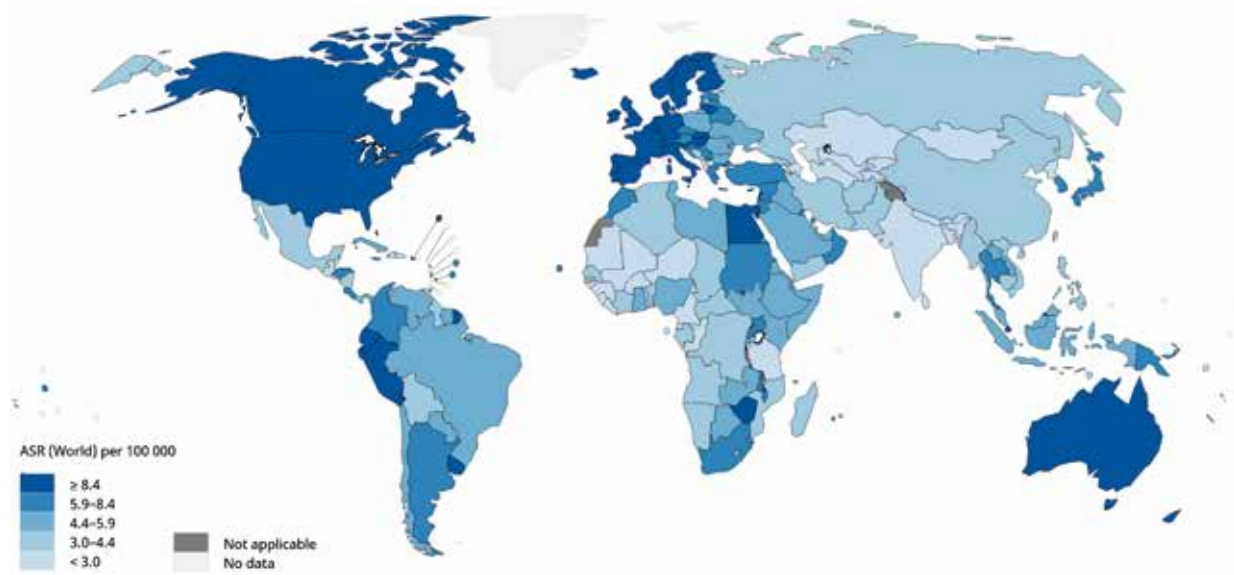 ASR (World) per 100 000
≥ 8.4
5.9–8.4
4.4–5.9
3.0–4.4
< 3.0
Not applicable
No data